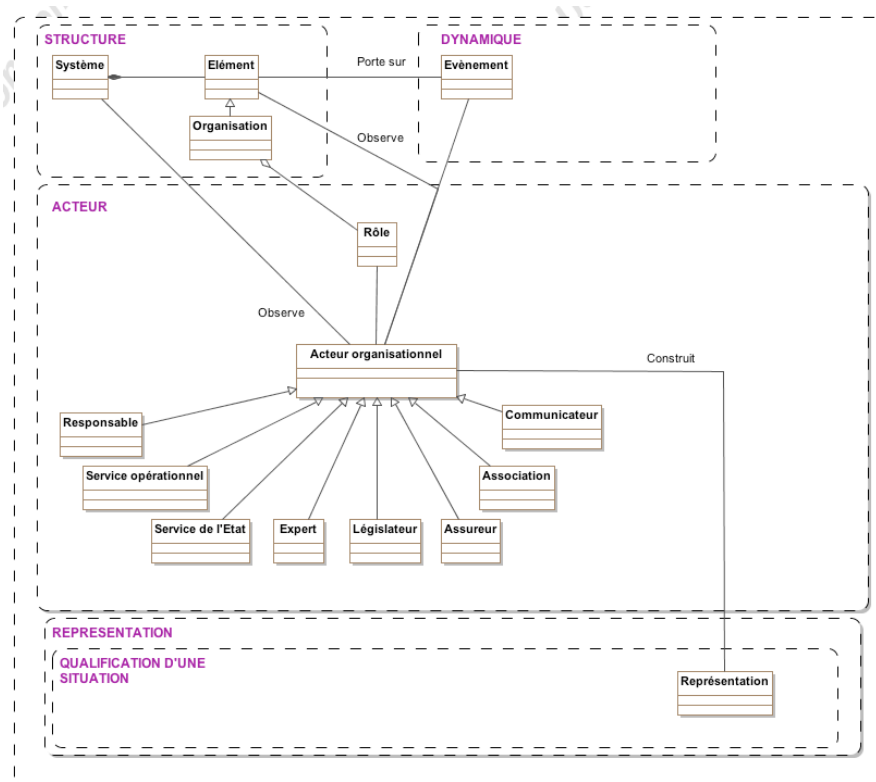 STRUCTURE
DYNAMIQUE
Système
Elément
Porte sur
Evènement
Organisation
Observe
ACTEUR
Rôle
Observe
Acteur organisationnel
Construit
Responsable
Communicateur
Service opérationnel
Association
Service de l'Etat
Expert
Législateur
Assureur
REPRESENTATION
QUALIFICATION D'UNE
SITUATION
Représentation